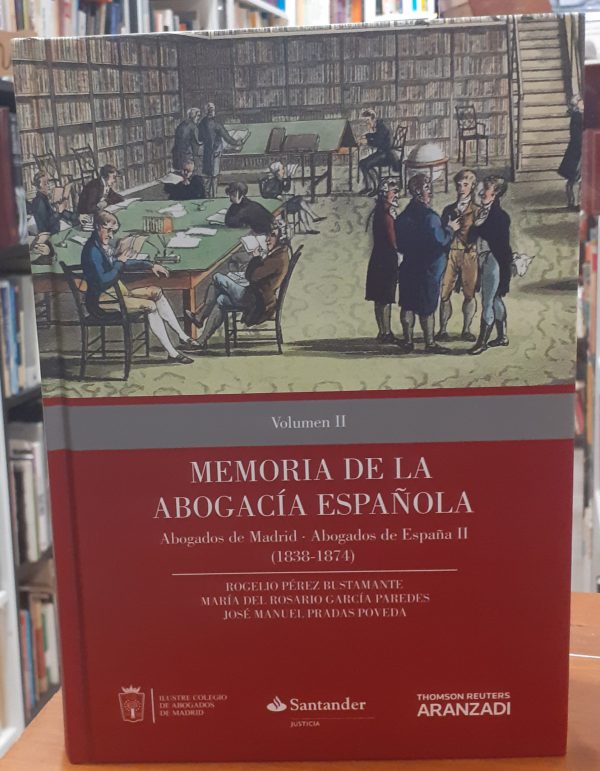 Volumen II
MEMORIA DE LA
ABOGACÍA ESPAÑOLA
Abogados de Madrid - Abogados de España II
(1838-1874)
ROGELIO PÉREZ BUSTAMANTE
MARÍA DEL ROSARIO GARCÍA PAREDES
JOSÉ MANUEL PRADAS POVEDA
ILUSTRE COLEGIO
DE ABOGADOS
DE MADRID
Santander
JUSTICIA
THOMSON REUTERS
ARANZADI